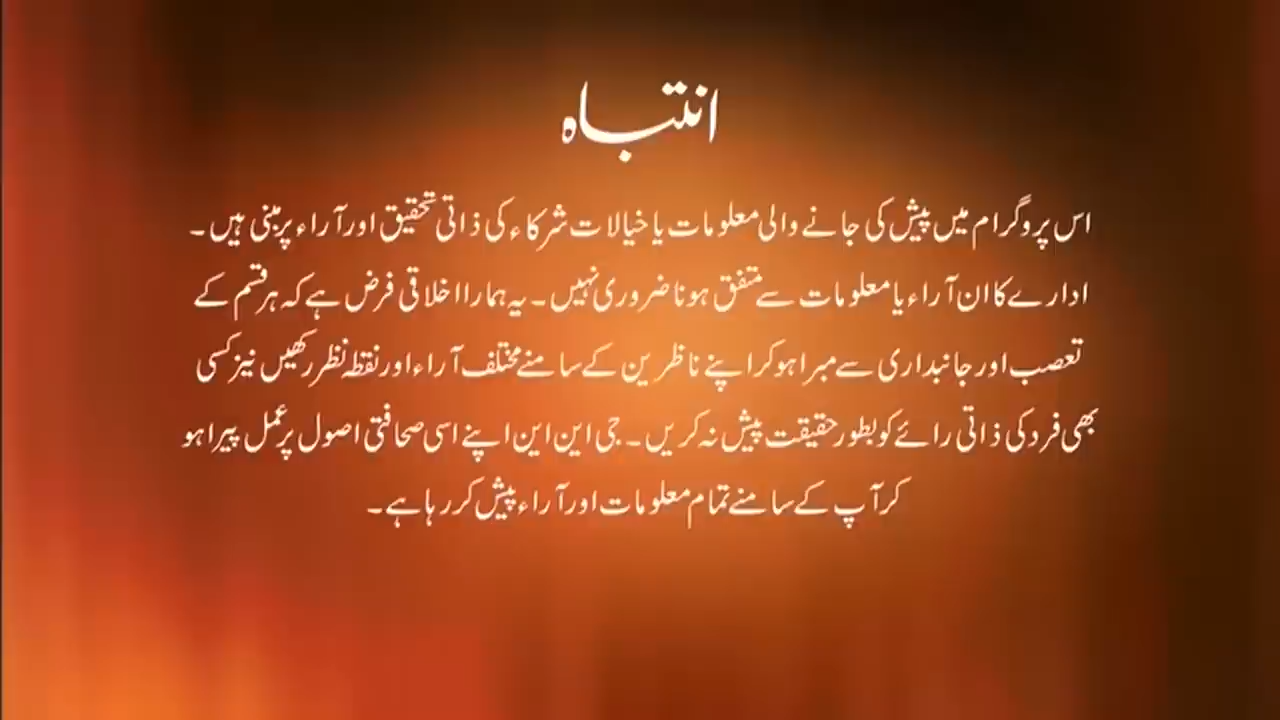 انتباہ
اس پروگرام میں پیش کی جانے والی معلومات یا خیالات شرکاء کی ذاتی تحقیق اور آراء پر مبنی ہیں۔
ادارے کا ان آراء یا معلومات سے متفق ہونا ضروری نہیں۔ یہ ہمارا اخلاقی فرض ہے کہ ہر قسم کے
تعصب اور جانبداری سے مبرا ہو کر اپنے ناظرین کے سامنے مختلف آراء اور نقطہ نظر رکھیں نیز کسی
بھی فرد کی ذاتی رائے کو بطور حقیقت پیش نہ کریں۔ جی این این اپنے اسی صحافتی اصول پر عمل پیرا ہو
کر آپ کے سامنے تمام معلومات اور آراء پیش کر رہا ہے۔